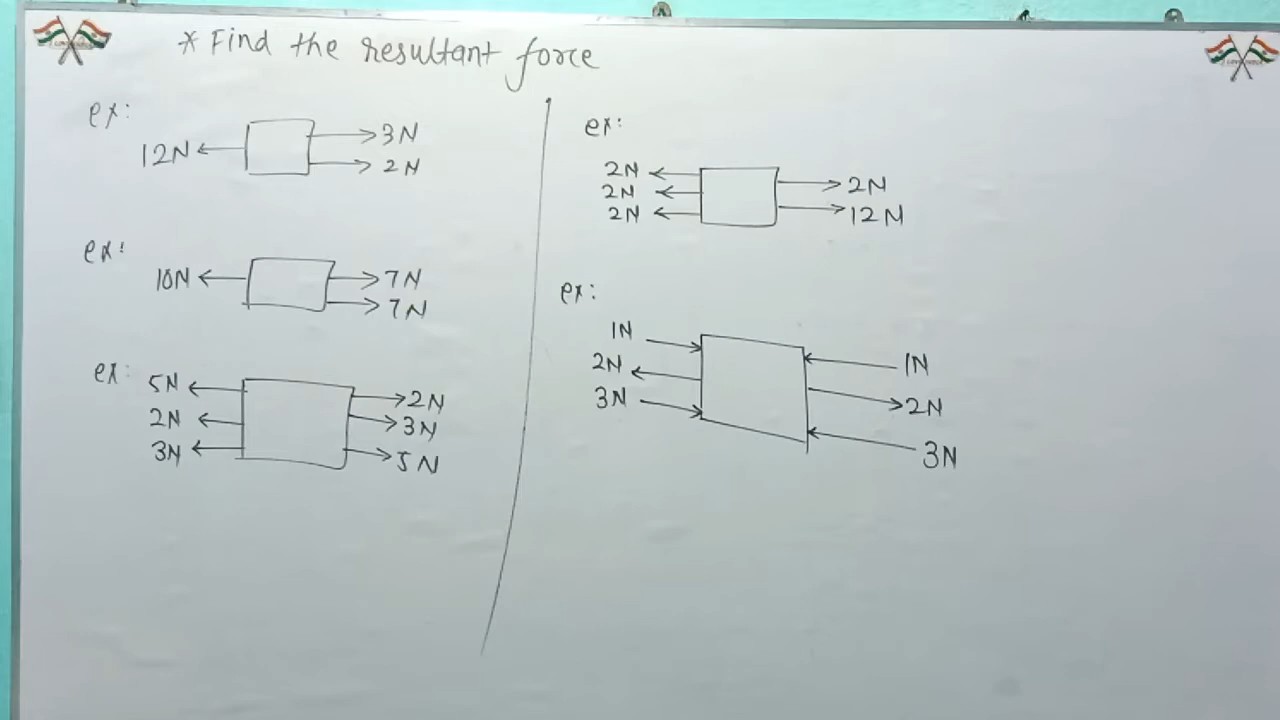 * Find the resultant force
ex:
12N
3N
2N
ex:
10N
7N
7N
ex:
5N
2N
3N
2N
3N
5N
ex:
2N
2N
2N
2N
12N
ex:
1N
2N
3N
1N
2N
3N